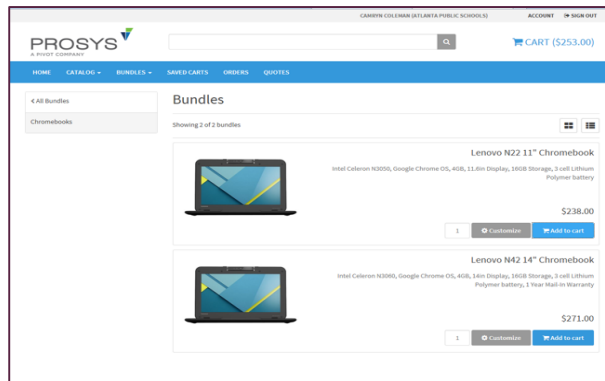 CAMRYN COLEMAN (ATLANTA PUBLIC SCHOOLS) ACCOUNT SIGN OUT
PROSYS
A PIVOT COMPANY
CART ($253.00)
HOME CATALOG BUNDLES SAVED CARTS ORDERS QUOTES
< All Bundles
Chromebooks
Bundles
Showing 2 of 2 bundles
Lenovo N22 11" Chromebook
Intel Celeron N3050, Google Chrome OS, 4GB, 11.6in Display, 16GB Storage, 3 cell Lithium
Polymer battery
$238.00
1 Customize Add to cart
Lenovo N42 14" Chromebook
Intel Celeron N3060, Google Chrome OS, 4GB, 14in Display, 16GB Storage, 3 cell Lithium
Polymer battery, 1 Year Mail-in Warranty
$271.00
1 Customize Add to cart